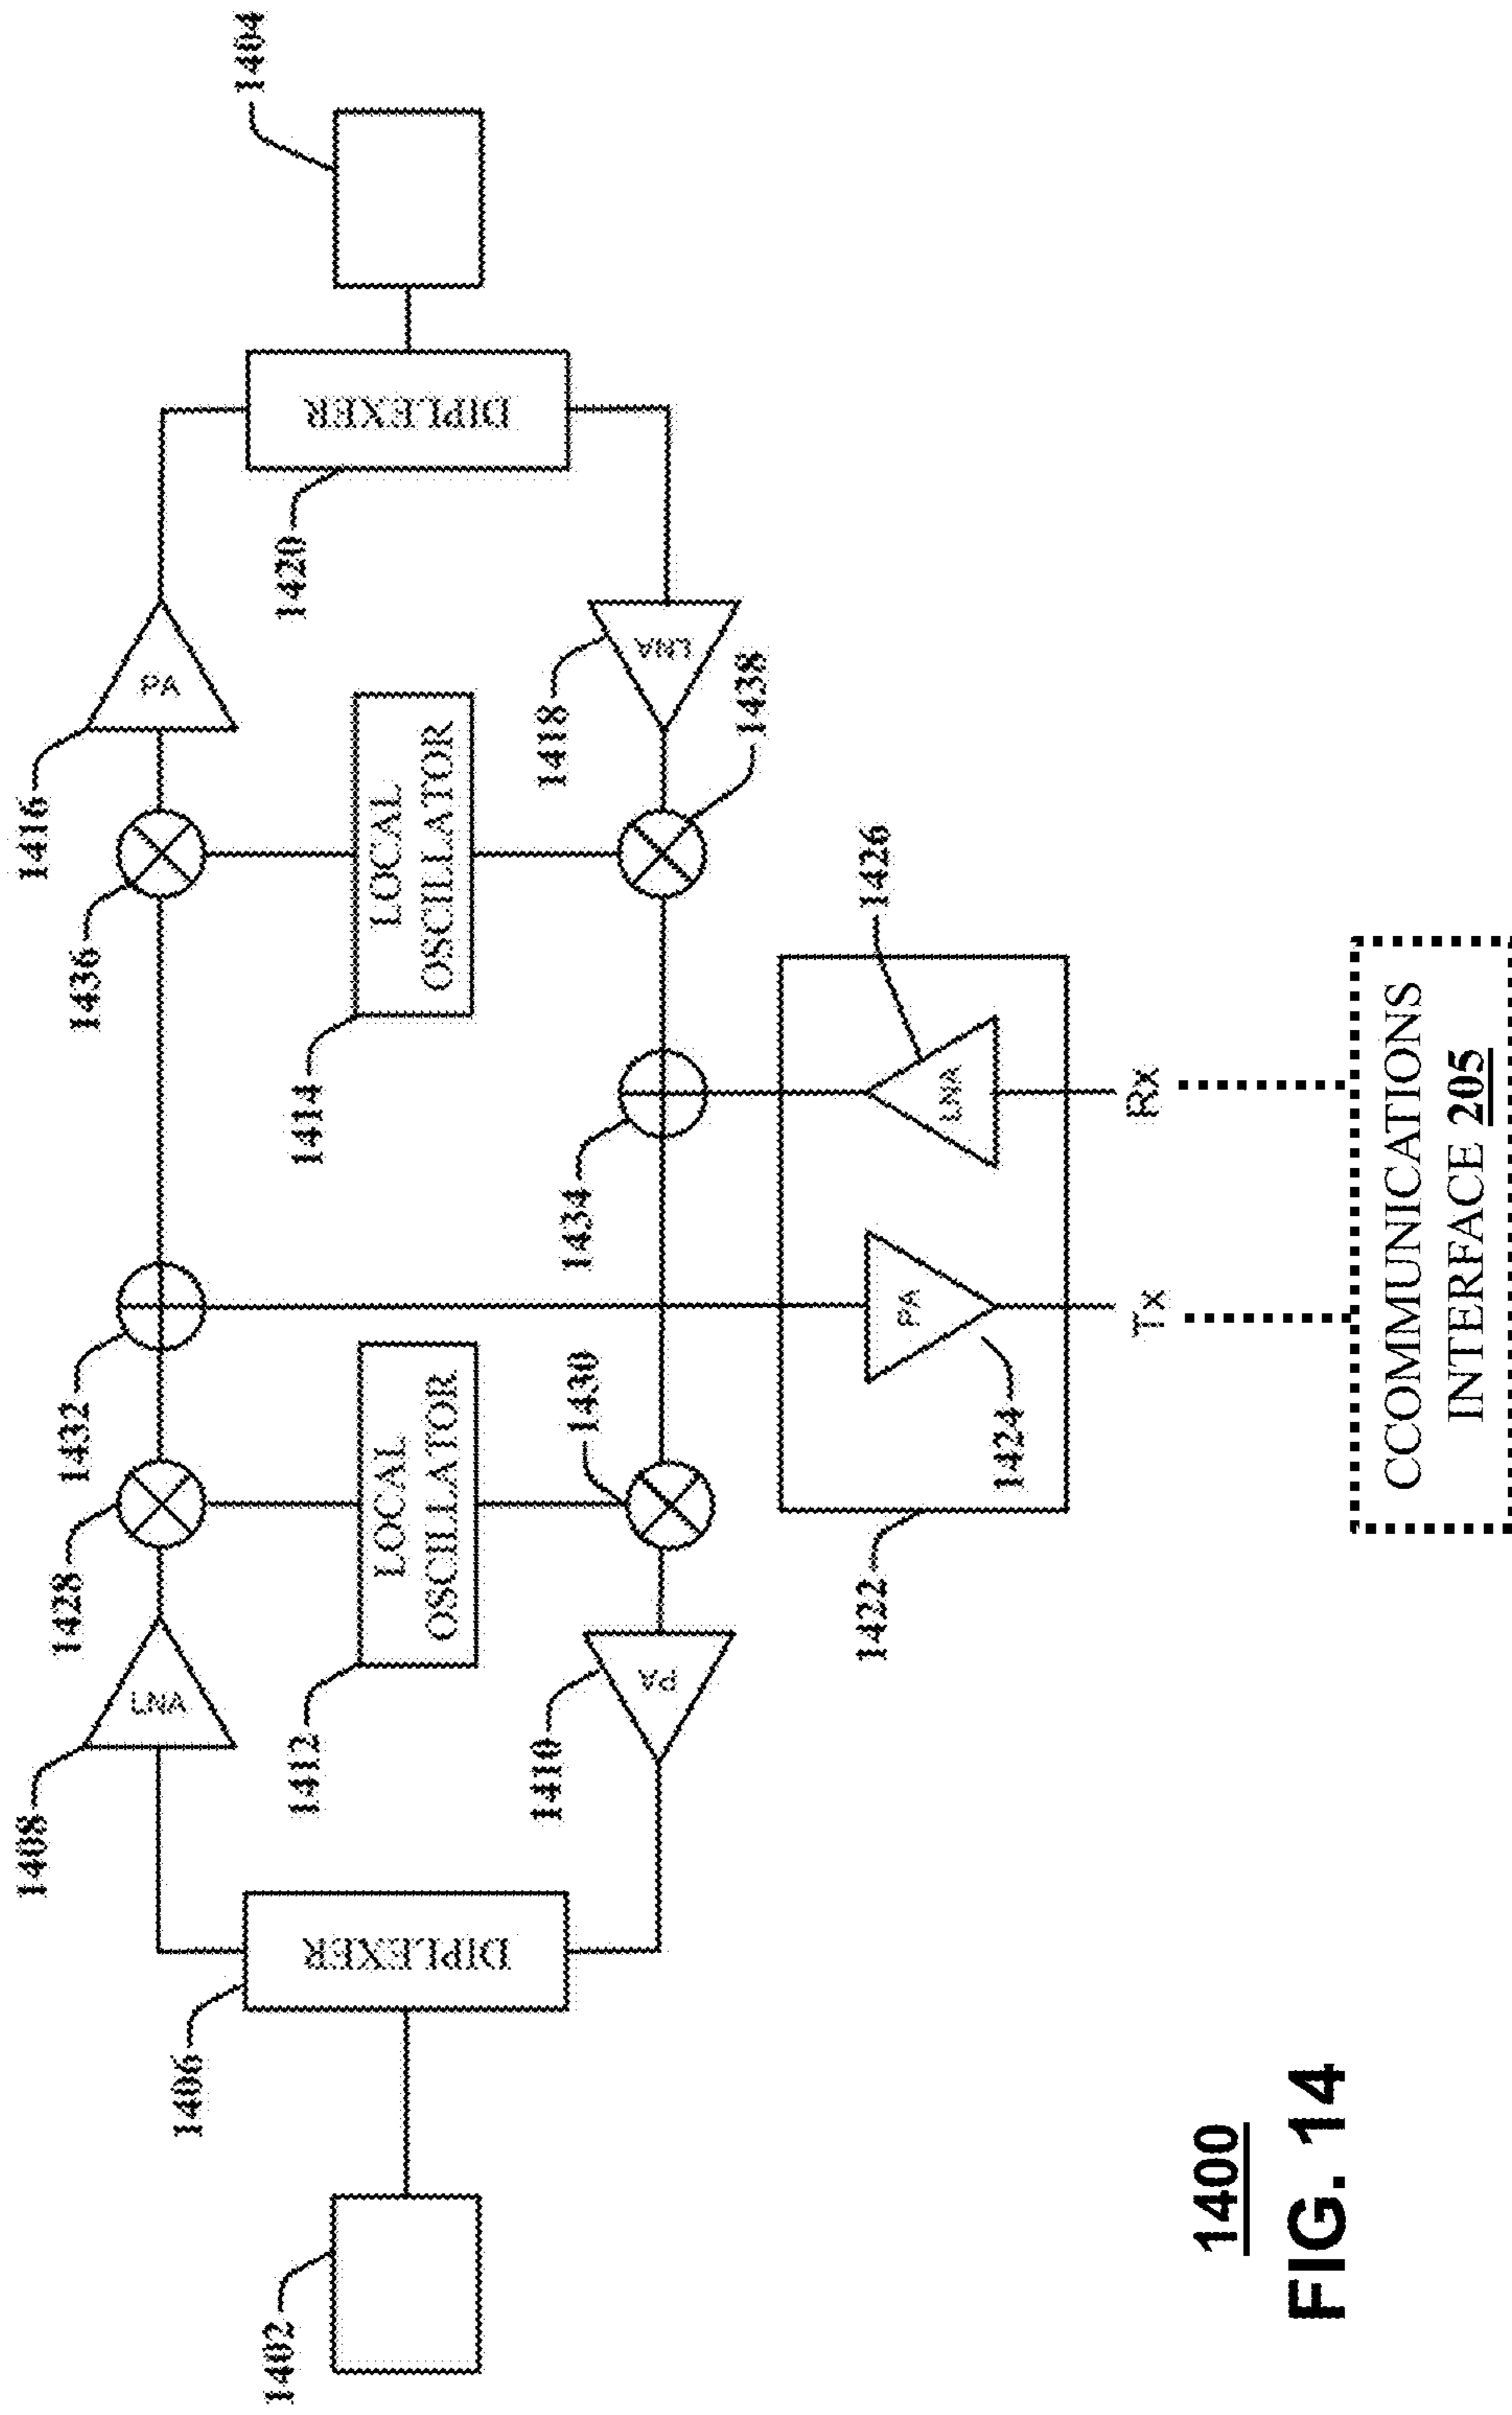 1408
1416
1428
1432
1436
LNA
PA
1406
1404
1402
1412
1414
1420
DIPLEXER
LOCAL
OSCILLATOR
LOCAL
OSCILLATOR
DIPLEXER
1410
1430
1434
1418
PA
LNA
1438
1422
1426
PA
LNA
1424
Tx
Rx
CCOMMUNICATIONS
INTERFACE 205
1400
FIG. 14